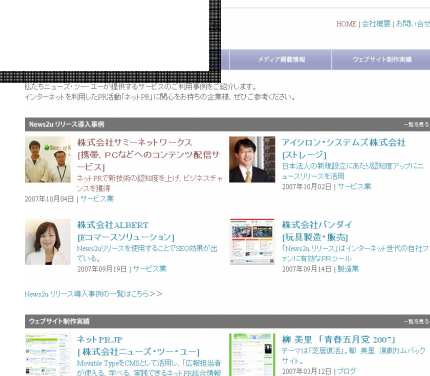 HOME | 会社概要 | お問い合せ
メディア掲載情報
ウェブサイト制作実績
私たちニューズ・ツー・ユーが提供するサービスのご利用事例をご紹介します。
インターネットを利用したPR活動「ネットPR」に関心をお持ちの企業様、ぜひご参考ください。
News2u リリース導入事例
一覧を見る
株式会社サミーネットワークス
[携帯、PCなどへのコンテンツ配信サ
ービス]
ネットPRで新技術の認知度を上げ、ビジネスチャ
ンスを獲得
2007年10月04日 | サービス業
アイシロン・システムズ株式会社
[ストレージ]
日本法人の新規設立にあたり認知度アップにニ
ュースリリースを活用
2007年10月02日 | サービス業
株式会社ALBERT
[Eコマースソリューション]
News2uリリースを使用することでSEO効果が出
ている。
2007年09月19日 | サービス業
株式会社バンダイ
[玩具製造・販売]
「News2uリリース」はインターネット世代の自社フ
ァンに有効なPRツール
2007年09月14日 | 製造業
News2u リリース導入事例の一覧はこちら>>
ウェブサイト制作実績
一覧を見る
ネットPR.JP
[株式会社ニューズ・ツー・ユー]
Movable TypeをCMSとして活用し、「広報担当者
が使える、学べる、実践できるネットPR総合情報
柳 美里 「青春五月党 2007」
テーマは「芝居復活」。柳 美里 演劇カムバック
サイト。
2007年03月12日 | ブログ